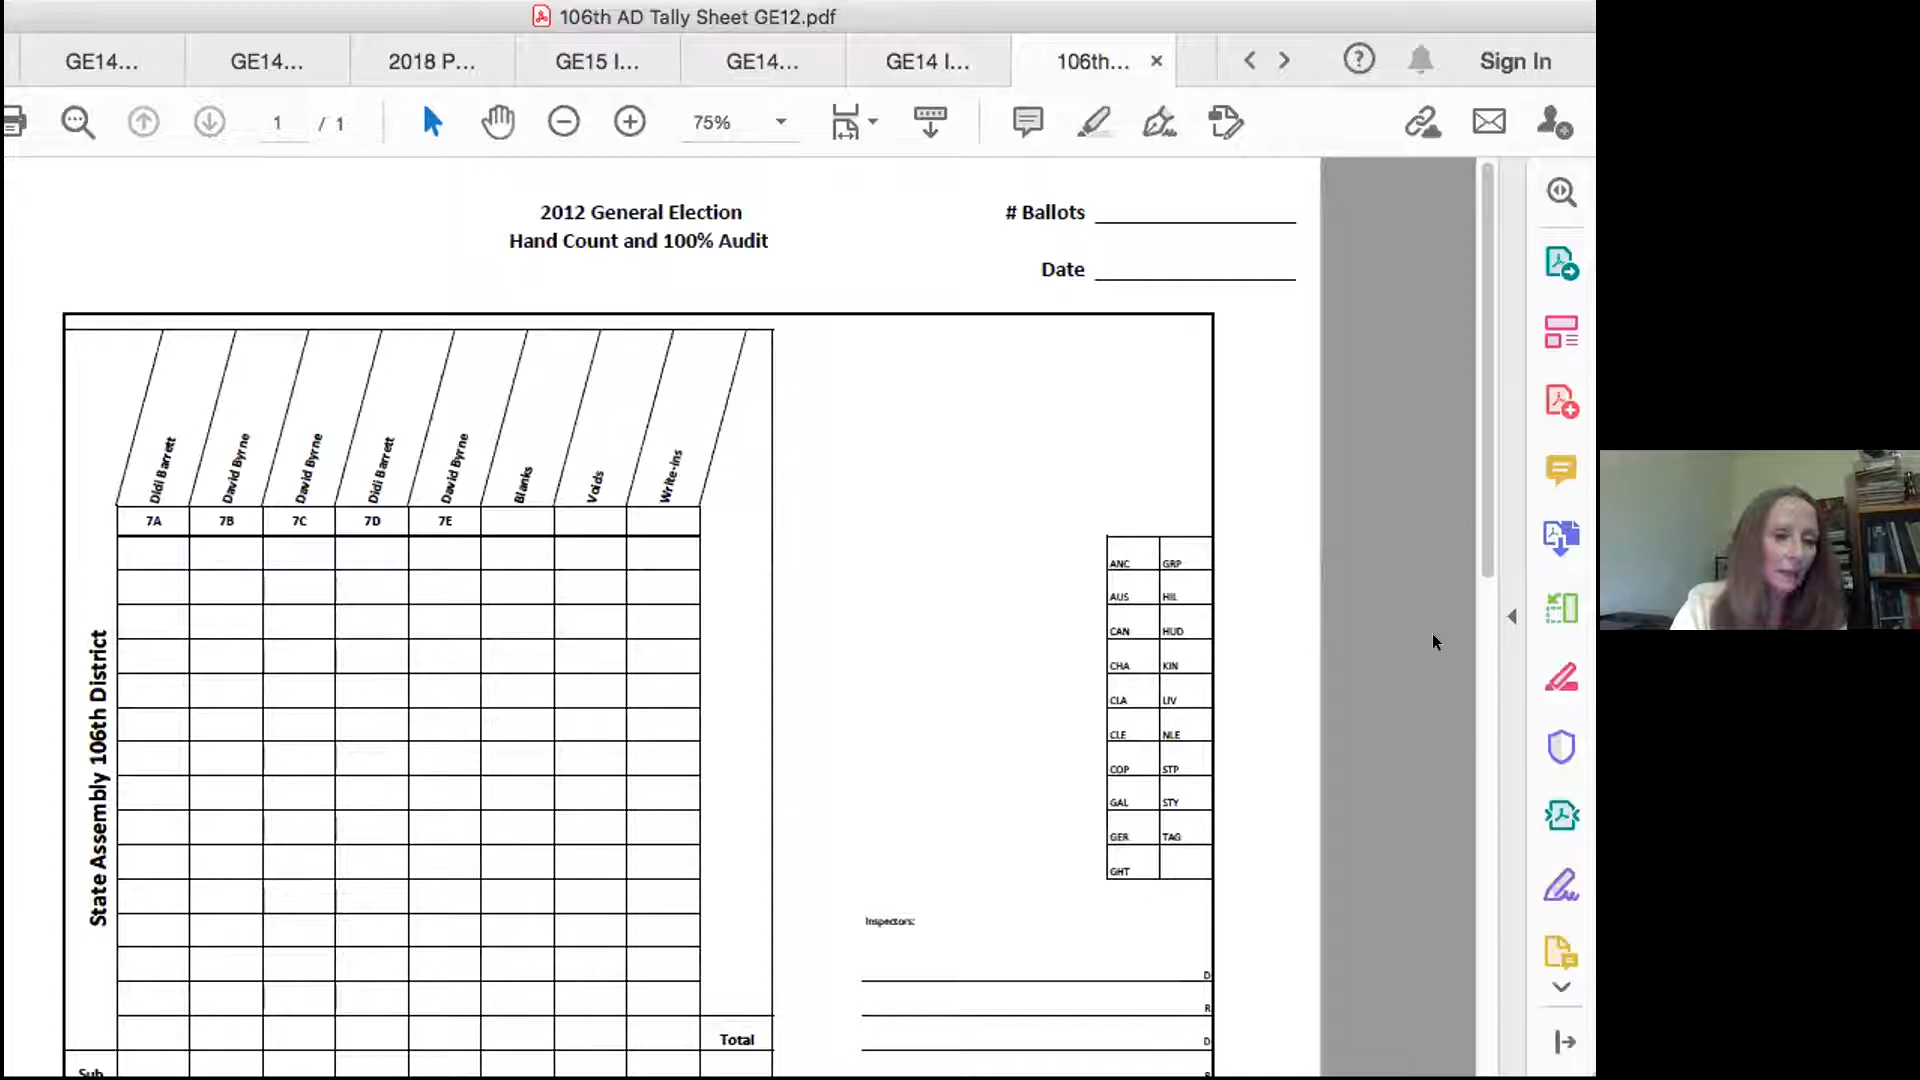 106th AD Tally Sheet GE12.pdf
GE14... GE14... 2018 P... GE15 I... GE14... GE14 I... 106th... Sign In
1 / 1 75%
2012 General Election
Hand Count and 100% Audit
# Ballots
Date
State Assembly 106th District
Didi Barrett David Byrne David Byrne Didi Barrett David Byrne Blanks Voids Write-ins
7A 7B 7C 7D 7E
ANC GRP
AUS HIL
CAN HUD
CHA KIN
CLA LIV
CLE NLE
COP STP
GAL STY
GER TAG
GHT
Inspectors:
D
R
D
R
Total
Sub